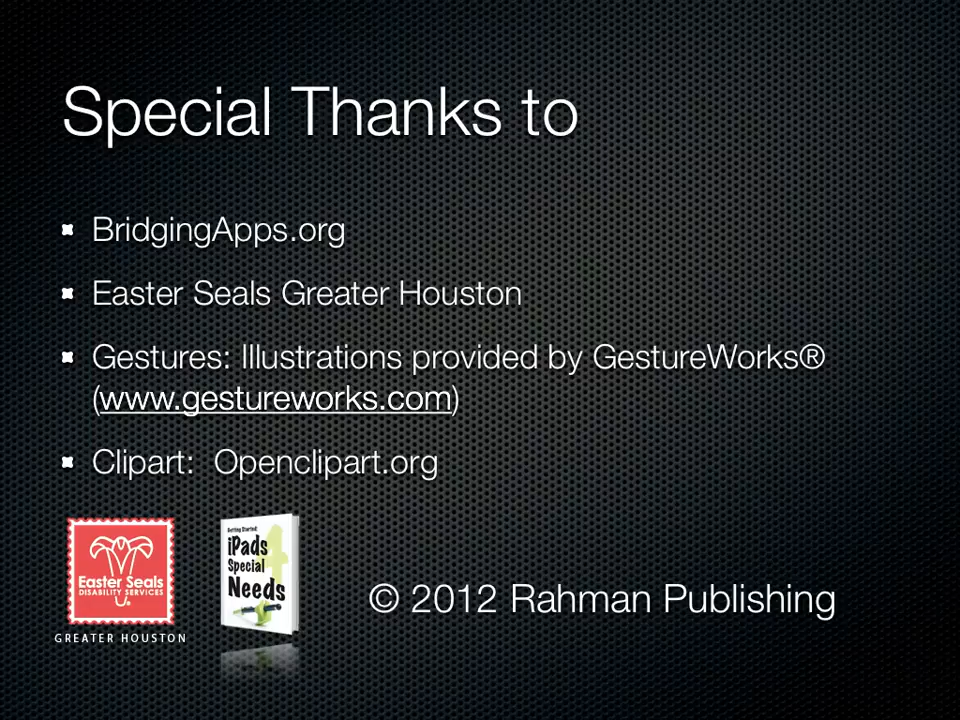 Special Thanks to
BridgingApps.org
Easter Seals Greater Houston
Gestures: Illustrations provided by GestureWorks®
(www.gestureworks.com)
Clipart: Openclipart.org
Easter Seals
DISABILITY SERVICES
GREATER HOUSTON
Getting Started:
iPads
4
Special
Needs
© 2012 Rahman Publishing